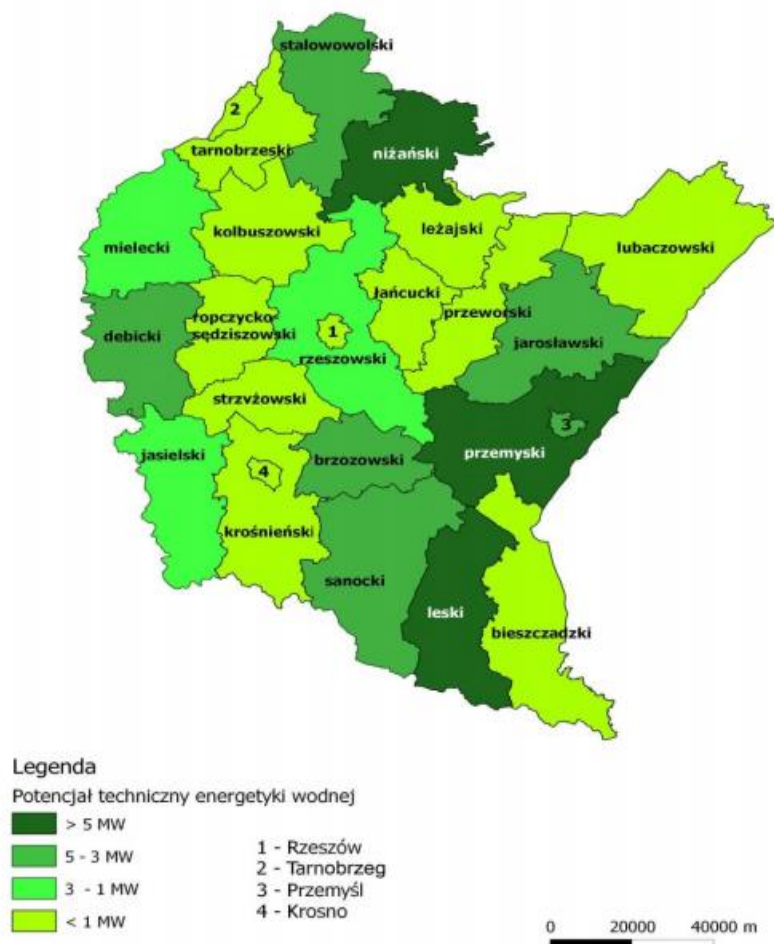 stalowowolski
2
tarnobrzeski
niżański
mielecki
kolbuszowski
leżajski
lubaczowski
łańcucki
ropczycko-
sędziszowski
przeworski
debicki
1
rzeszowski
jarosławski
strzyżowski
3
przemyski
jasielski
brzozowski
4
krośnieński
sanocki
leski
bieszczadzki
Legenda
Potencjał techniczny energetyki wodnej
> 5 MW
5 - 3 MW
3 - 1 MW
< 1 MW
1 - Rzeszów
2 - Tarnobrzeg
3 - Przemyśl
4 - Krosno
0 20000 40000 m